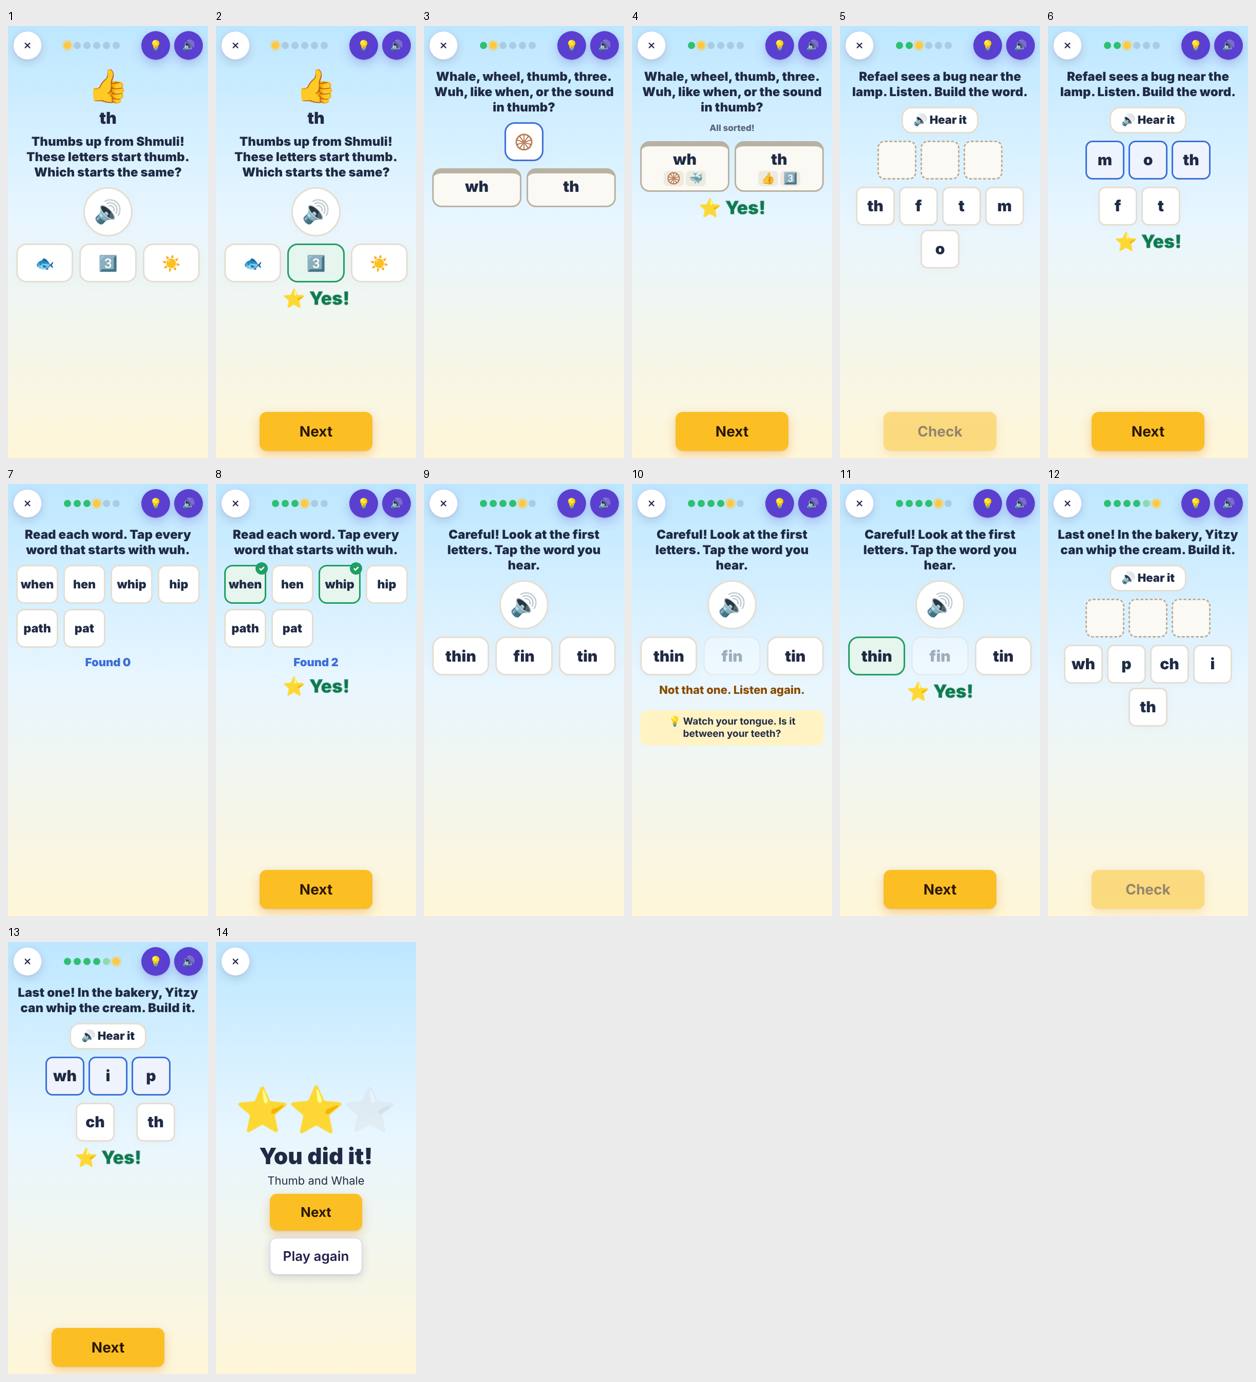 1
th
Thumbs up from Shmuli!
These letters start thumb.
Which starts the same?
3
2
th
Thumbs up from Shmuli!
These letters start thumb.
Which starts the same?
3
Yes!
Next
3
Whale, wheel, thumb, three.
Wuh, like when, or the sound
in thumb?
wh th
4
Whale, wheel, thumb, three.
Wuh, like when, or the sound
in thumb?
All sorted!
wh th
3
Yes!
Next
5
Refael sees a bug near the
lamp. Listen. Build the word.
Hear it
th f t m
o
Check
6
Refael sees a bug near the
lamp. Listen. Build the word.
Hear it
m o th
f t
Yes!
Next
7
Read each word. Tap every
word that starts with wuh.
when hen whip hip
path pat
Found 0
8
Read each word. Tap every
word that starts with wuh.
when hen whip hip
path pat
Found 2
Yes!
Next
9
Careful! Look at the first
letters. Tap the word you
hear.
thin fin tin
10
Careful! Look at the first
letters. Tap the word you
hear.
thin fin tin
Not that one. Listen again.
Watch your tongue. Is it
between your teeth?
11
Careful! Look at the first
letters. Tap the word you
hear.
thin fin tin
Yes!
Next
12
Last one! In the bakery, Yitzy
can whip the cream. Build it.
Hear it
wh p ch i
th
Check
13
Last one! In the bakery, Yitzy
can whip the cream. Build it.
Hear it
wh i p
ch th
Yes!
Next
14
You did it!
Thumb and Whale
Next
Play again